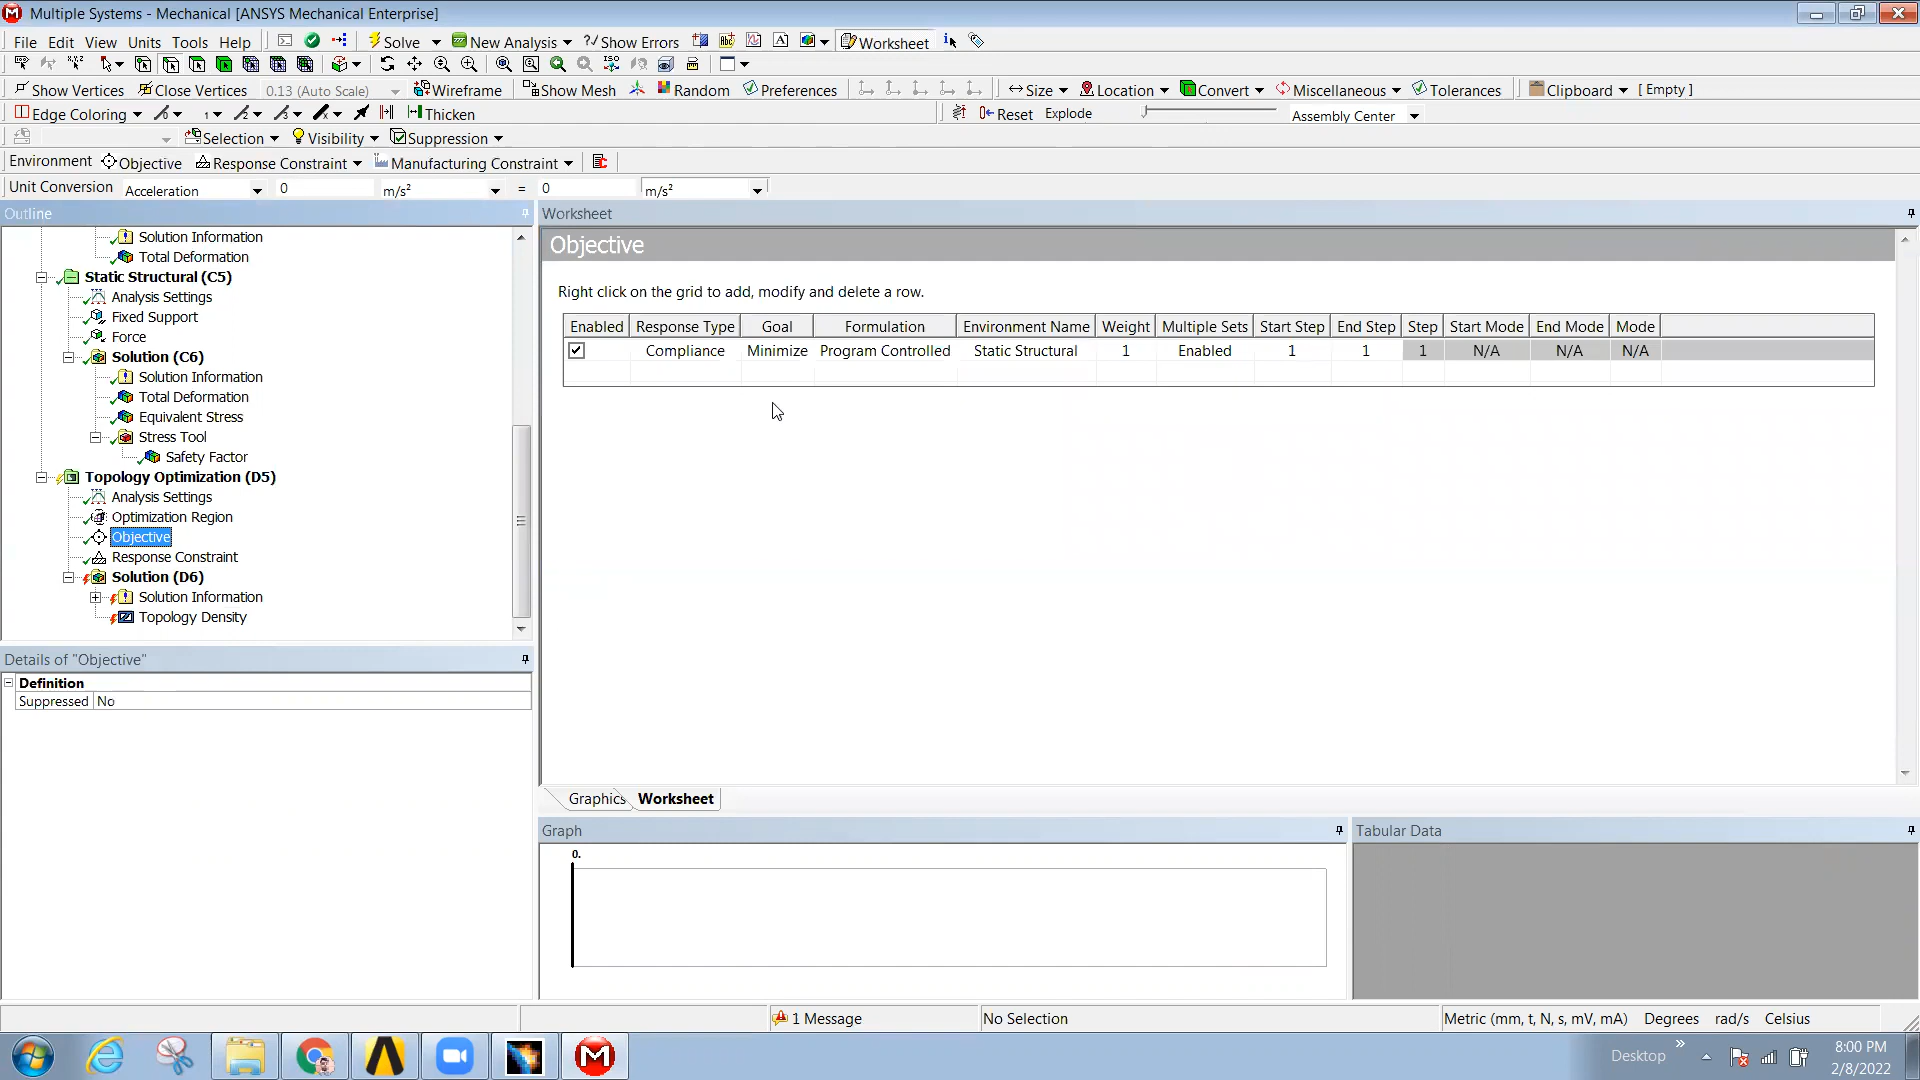 Multiple Systems - Mechanical [ANSYS Mechanical Enterprise]
File Edit View Units Tools Help Solve New Analysis ?/Show Errors Worksheet
Show Vertices Close Vertices 0.13 (Auto Scale) Wireframe Show Mesh Random Preferences Size Location Convert Miscellaneous Tolerances Clipboard [ Empty ]
Edge Coloring Thicken Reset Explode Assembly Center
Selection Visibility Suppression
Environment Objective Response Constraint Manufacturing Constraint
Unit Conversion Acceleration 0 m/s² = 0 m/s²
Outline
Solution Information
Total Deformation
Static Structural (C5)
Analysis Settings
Fixed Support
Force
Solution (C6)
Solution Information
Total Deformation
Equivalent Stress
Stress Tool
Safety Factor
Topology Optimization (D5)
Analysis Settings
Optimization Region
Objective
Response Constraint
Solution (D6)
Solution Information
Topology Density
Details of "Objective"
Definition
Suppressed No
Worksheet
Objective
Right click on the grid to add, modify and delete a row.
Enabled Response Type Goal Formulation Environment Name Weight Multiple Sets Start Step End Step Step Start Mode End Mode Mode
Compliance Minimize Program Controlled Static Structural 1 Enabled 1 1 1 N/A N/A N/A
Graphics Worksheet
Graph
0.
Tabular Data
1 Message No Selection Metric (mm, t, N, s, mV, mA) Degrees rad/s Celsius
Desktop
8:00 PM
2/8/2022